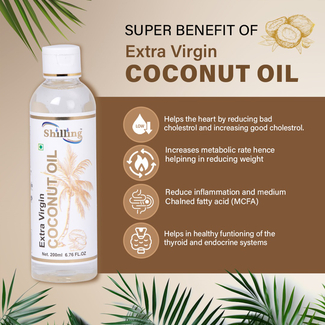 SUPER BENEFIT OF
Extra Virgin
COCONUT OIL
Shilling
Extra Virgin
COCONUT OIL
Net. 200ml 6.76 FL.OZ
LOW
Helps the heart by reducing bad
cholestrol and increasing good cholestrol.
Increases metabolic rate hence
helpining in reducing weight
Reduce inflammation and medium
Chained fatty acid (MCFA)
Helps in healthy funtioning of the
thyroid and endocrine systems